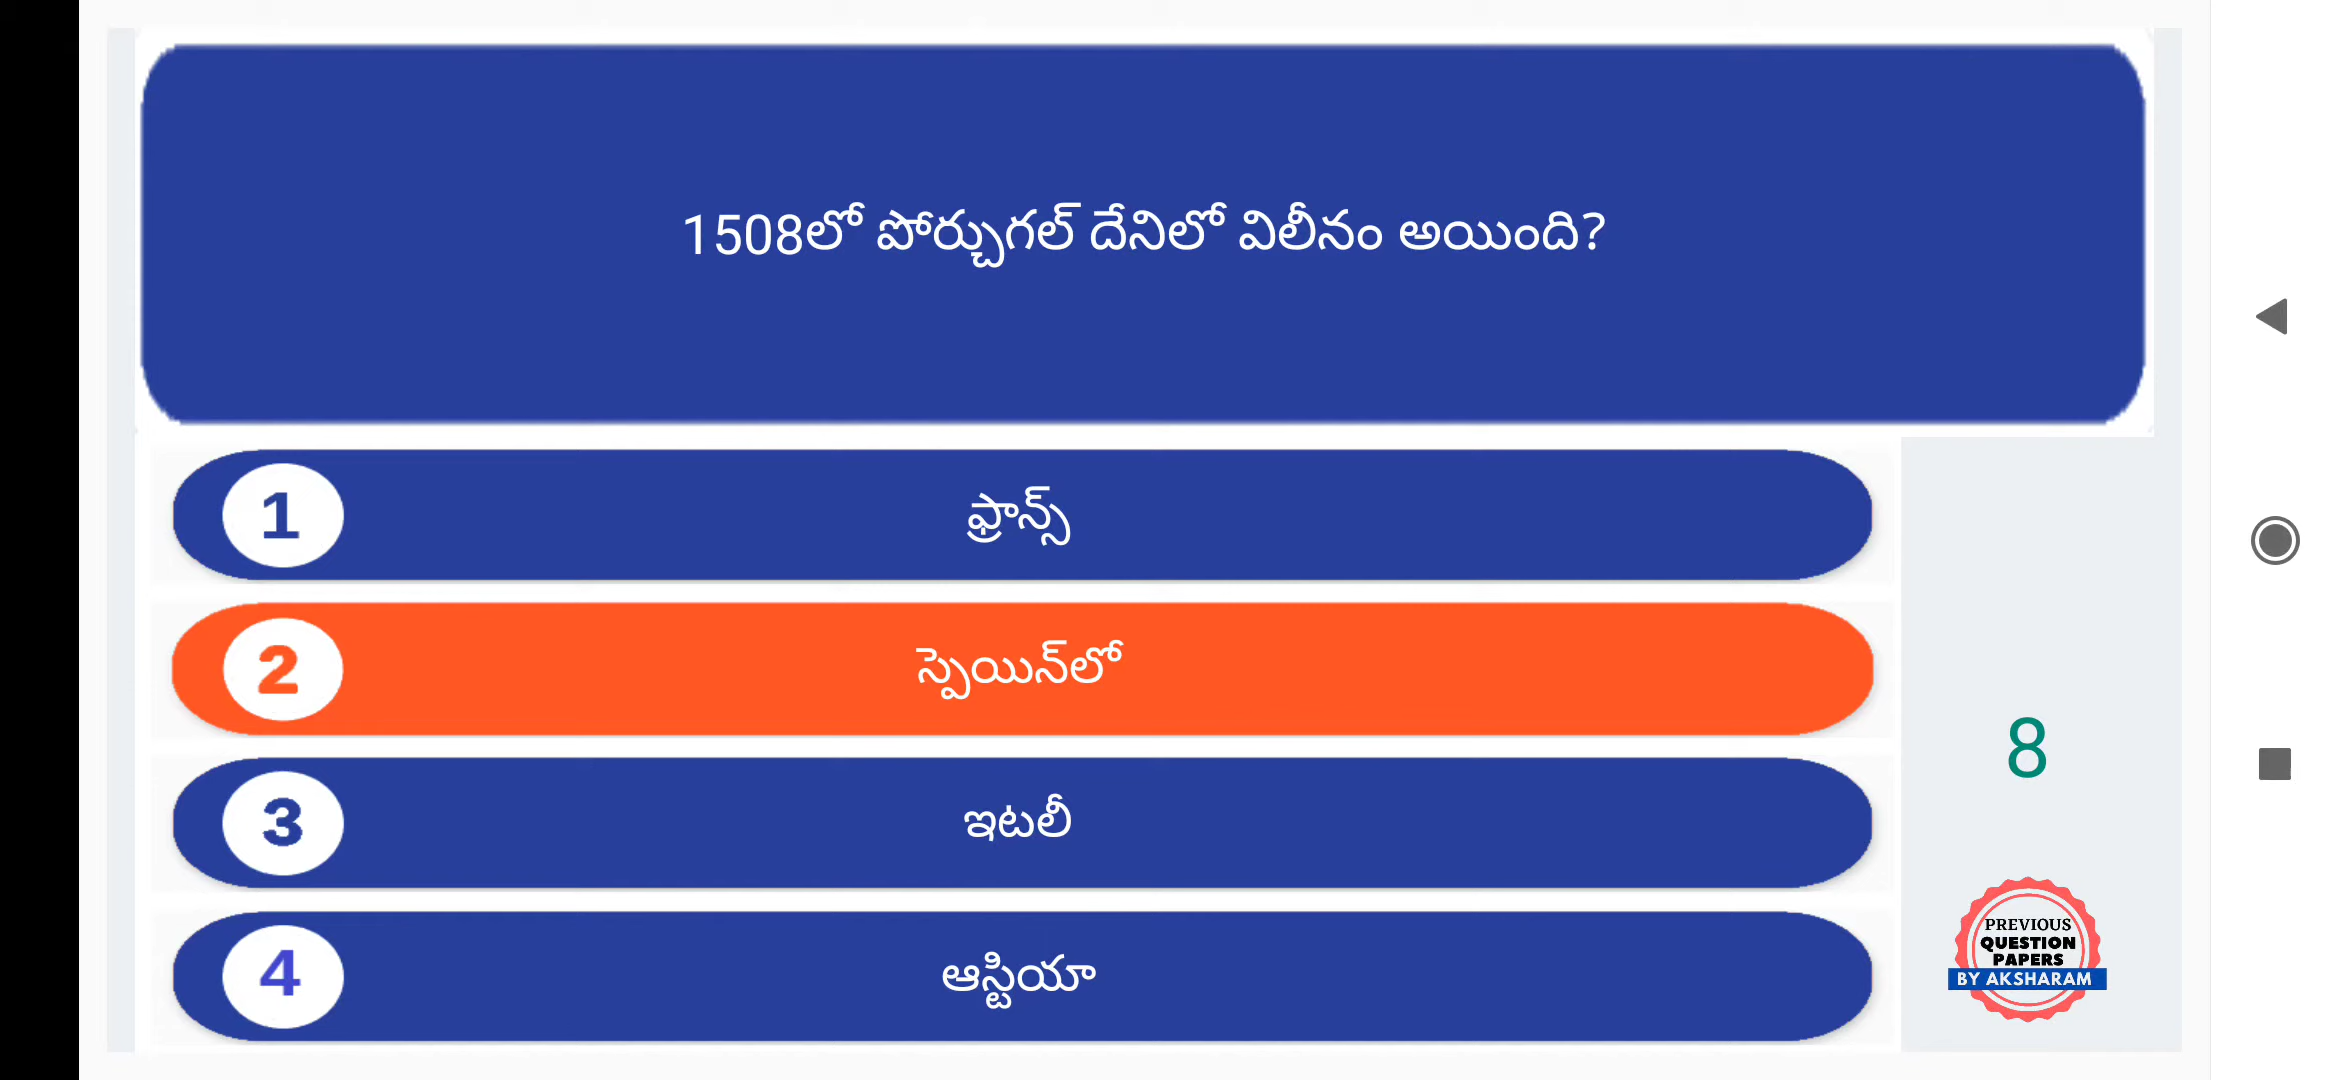 1508లో పోర్చుగల్ దేనిలో విలీనం అయింది?
1
ఫ్రాన్స్
2
స్పెయిన్‌లో
3
ఇటలీ
4
ఆస్టియా
8
PREVIOUS
QUESTION
PAPERS
BY AKSHARAM